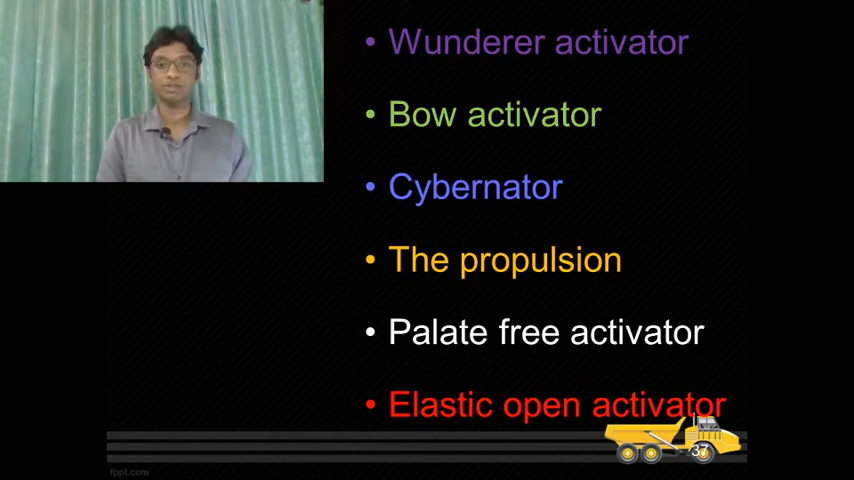 Wunderer activator
Bow activator
Cybernator
The propulsion
Palate free activator
Elastic open activator
37
fppt.com